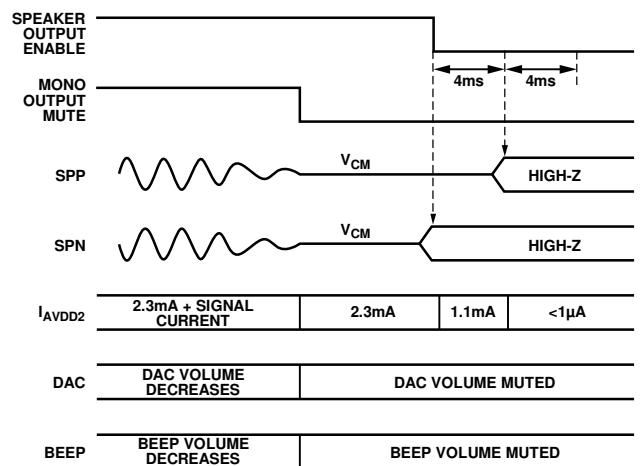 SPEAKER
OUTPUT
ENABLE
4ms 4ms
MONO
OUTPUT
MUTE
VCM
SPP HIGH-Z
VCM
SPN HIGH-Z
IAVDD2 2.3mA + SIGNAL
CURRENT 2.3mA 1.1mA <1µA
DAC DAC VOLUME
DECREASES DAC VOLUME MUTED
BEEP BEEP VOLUME
DECREASES BEEP VOLUME MUTED